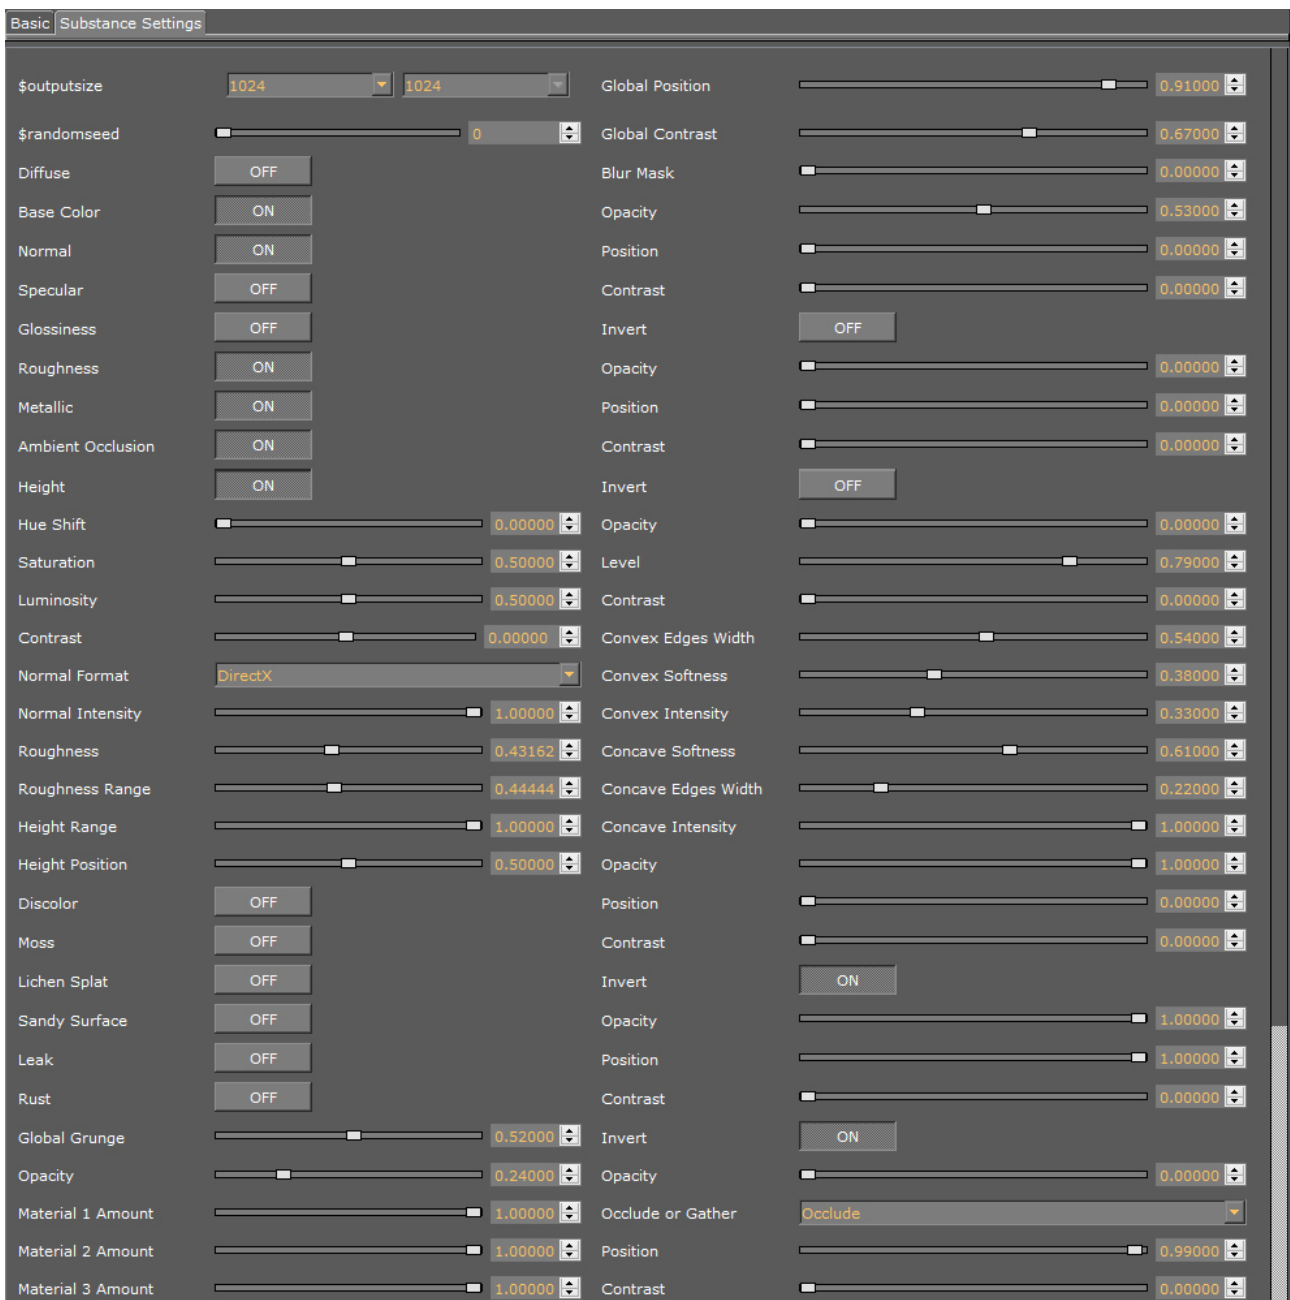 Basic Substance Settings
$outputsize 1024 1024 Global Position 0.91000
$randomseed 0 Global Contrast 0.67000
Diffuse OFF Blur Mask 0.00000
Base Color ON Opacity 0.53000
Normal ON Position 0.00000
Specular OFF Contrast 0.00000
Glossiness OFF Invert OFF
Roughness ON Opacity 0.00000
Metallic ON Position 0.00000
Ambient Occlusion ON Contrast 0.00000
Height ON Invert OFF
Hue Shift 0.00000 Opacity 0.00000
Saturation 0.50000 Level 0.79000
Luminosity 0.50000 Contrast 0.00000
Contrast 0.00000 Convex Edges Width 0.54000
Normal Format DirectX Convex Softness 0.38000
Normal Intensity 1.00000 Convex Intensity 0.33000
Roughness 0.43162 Concave Softness 0.61000
Roughness Range 0.44444 Concave Edges Width 0.22000
Height Range 1.00000 Concave Intensity 1.00000
Height Position 0.50000 Opacity 1.00000
Discolor OFF Position 0.00000
Moss OFF Contrast 0.00000
Lichen Splat OFF Invert ON
Sandy Surface OFF Opacity 1.00000
Leak OFF Position 1.00000
Rust OFF Contrast 0.00000
Global Grunge 0.52000 Invert ON
Opacity 0.24000 Opacity 0.00000
Material 1 Amount 1.00000 Occlude or Gather Occlude
Material 2 Amount 1.00000 Position 0.99000
Material 3 Amount 1.00000 Contrast 0.00000